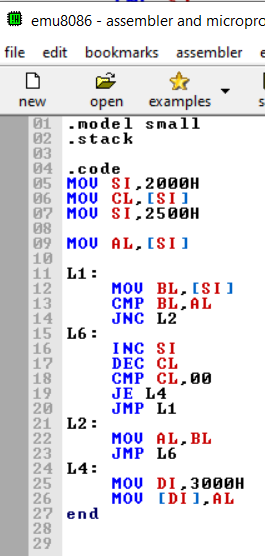 emu8086 - assembler and micropro
file edit bookmarks assembler e
new open examples
01 .model small
02 .stack
03
04 .code
05 MOV SI,2000H
06 MOV CL,[SI]
07 MOV SI,2500H
08
09 MOV AL,[SI]
10
11 L1:
12 MOV BL,[SI]
13 CMP BL,AL
14 JNC L2
15 L6:
16 INC SI
17 DEC CL
18 CMP CL,00
19 JE L4
20 JMP L1
21 L2:
22 MOV AL,BL
23 JMP L6
24 L4:
25 MOV DI,3000H
26 MOV [DI],AL
27 end
28
29